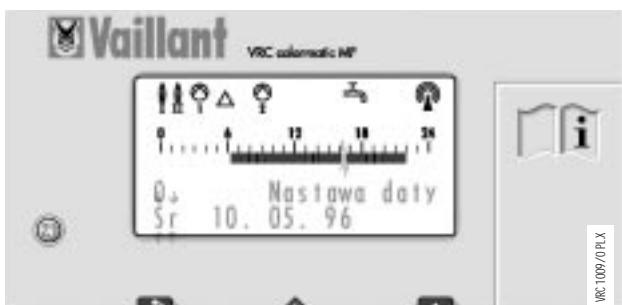 Vaillant VRC calormatic MF
0 6 12 18 24
Nastawa daty
Śr 10. 05. 96
i
VRC 1009/0 PLX